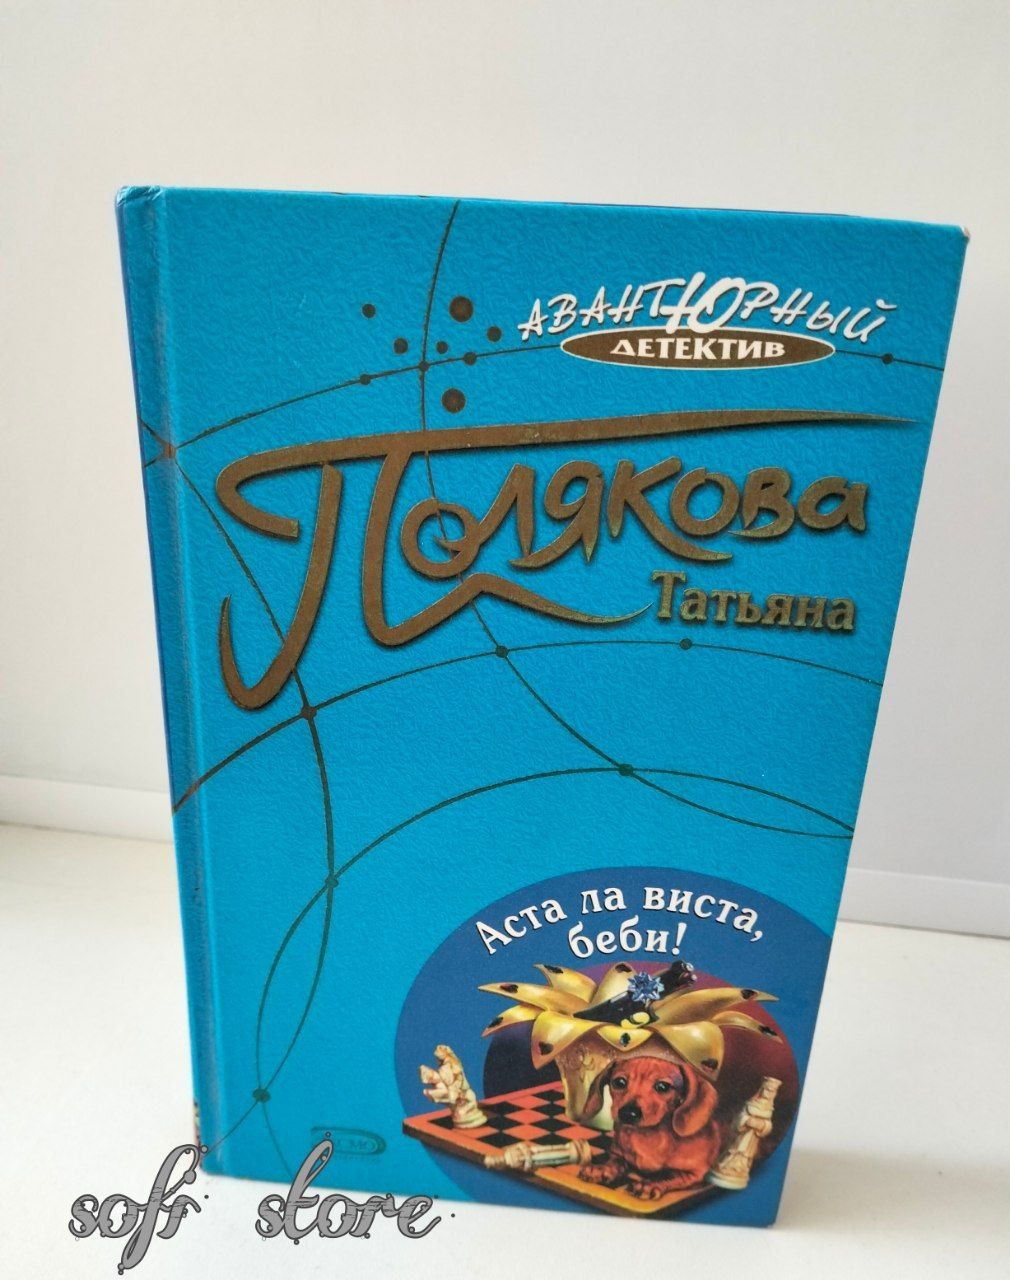 АВАНТЮРНЫЙ
ДЕТЕКТИВ
Полякова
Татьяна
Аста ла виста,
беби!
sofi store